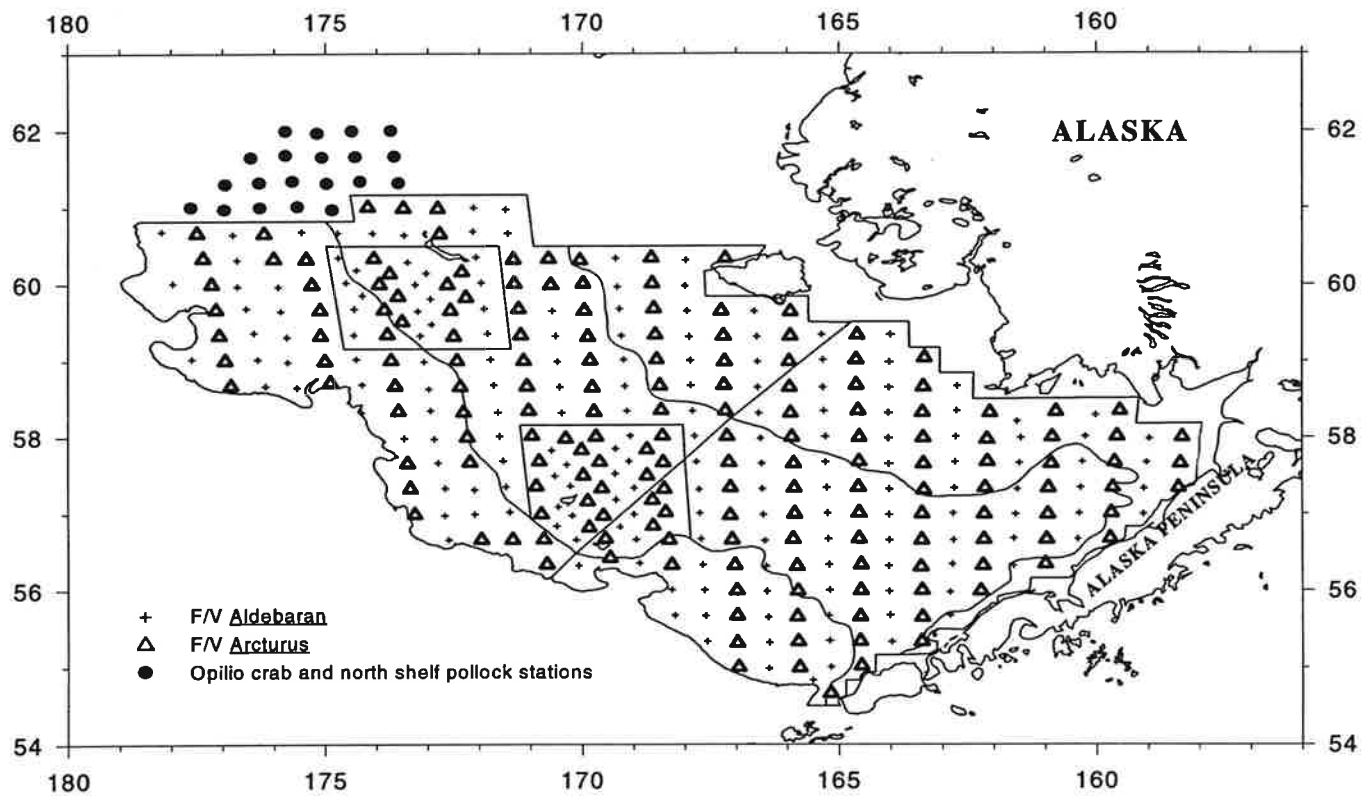 180 175 170 165 160
62 ALASKA 62
60 60
58 58
ALASKA PENINSULA
56 56
+ F/V Aldebaran
△ F/V Arcturus
● Opilio crab and north shelf pollock stations
54 54
180 175 170 165 160